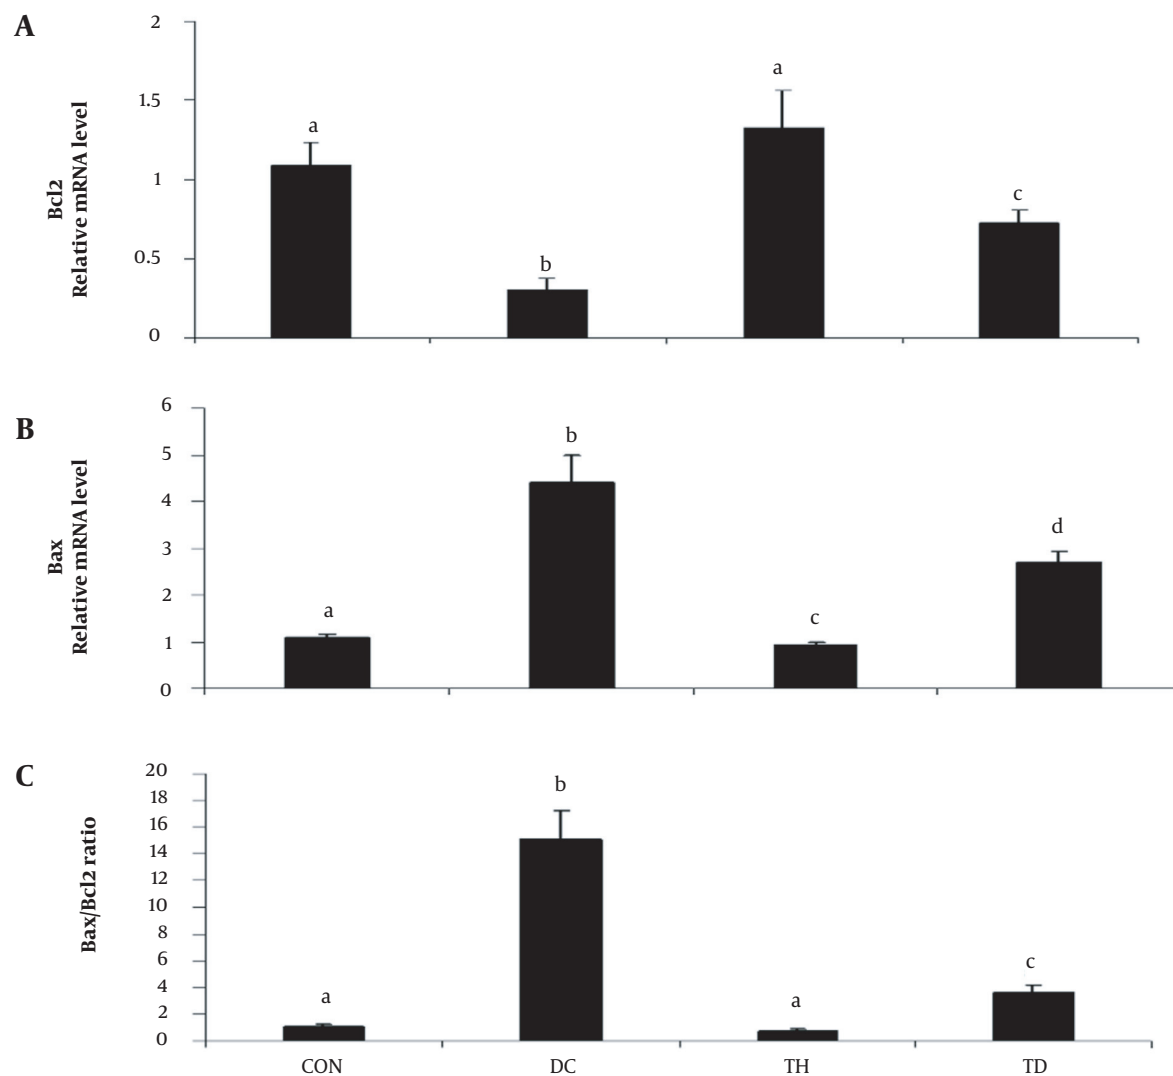 A
Bcl2
Relative mRNA level
2
1.5
1
0.5
0
a
b
a
c
B
Bax
Relative mRNA level
6
5
4
3
2
1
0
a
b
c
d
C
Bax/Bcl2 ratio
20
18
16
14
12
10
8
6
4
2
0
a
b
a
c
CON DC TH TD